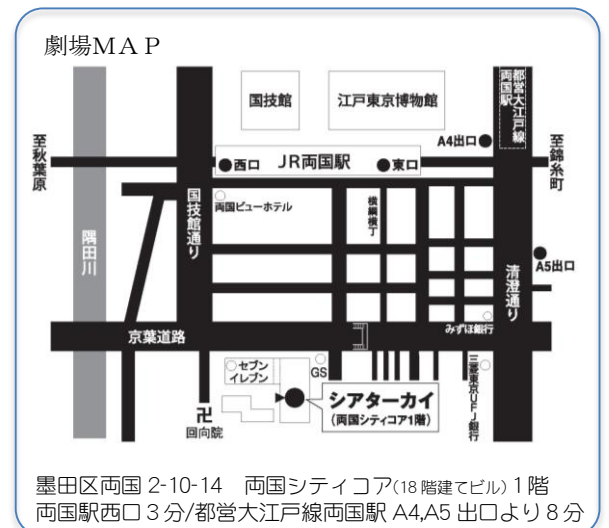 劇場MAP
国技館
江戸東京博物館
都営大江戸線
両国駅
A4出口
至秋葉原
西口
JR両国駅
東口
至錦糸町
国技館通り
両国ビューホテル
横綱横丁
隅田川
清澄通り
A5出口
京葉道路
みずほ銀行
セブン
イレブン
GS
シアターカイ
(両国シティコア1階)
三菱東京UFJ銀行
卍
回向院
墨田区両国 2-10-14 両国シティコア(18階建てビル)1階
両国駅西口3分/都営大江戸線両国駅 A4,A5 出口より8分